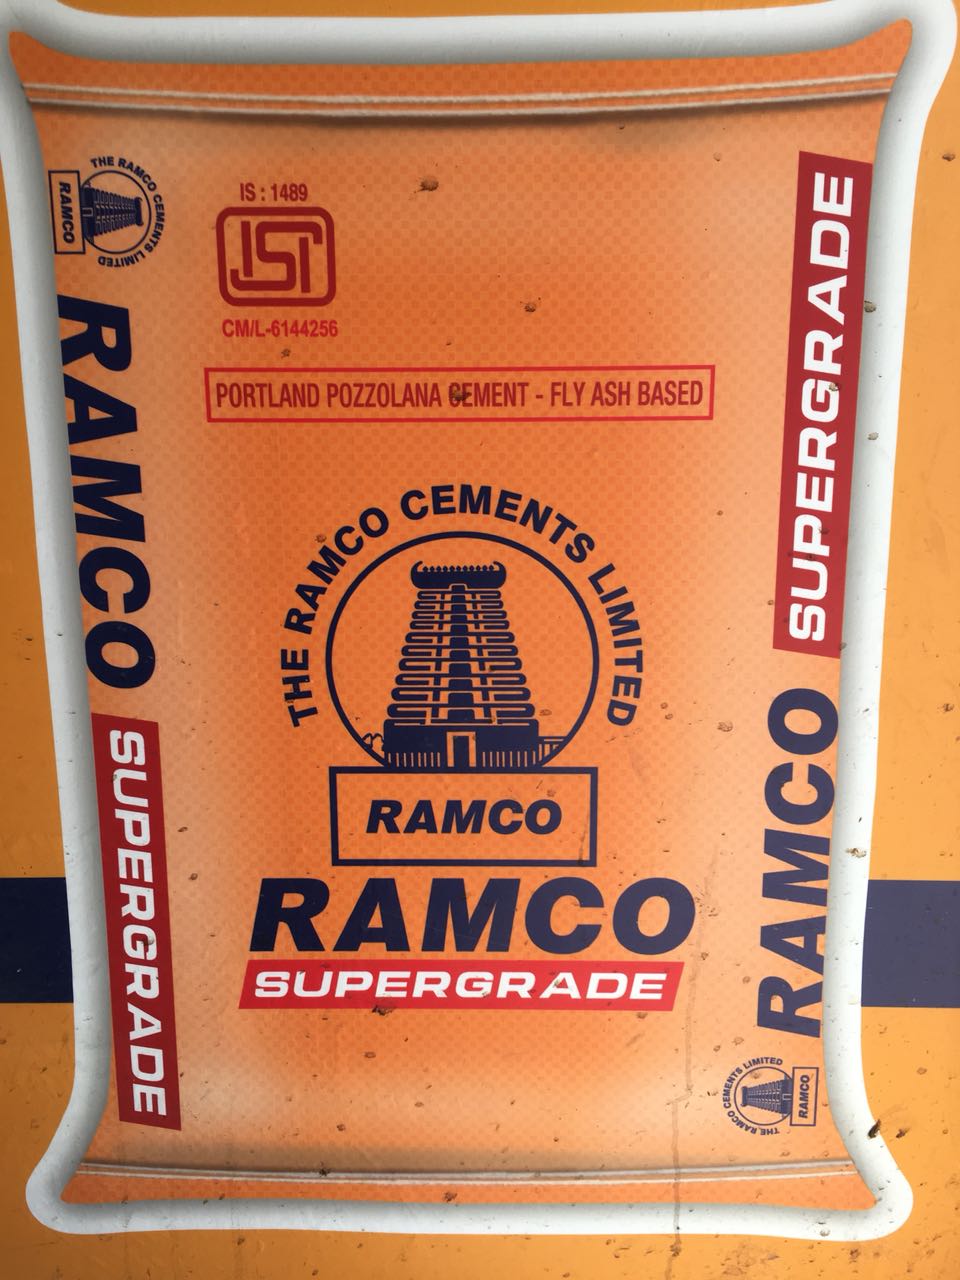 THE RAMCO CEMENTS LIMITED
RAMCO
RAMCO
SUPERGRADE
IS : 1489
ISI
CM/L-6144256
PORTLAND POZZOLANA CEMENT - FLY ASH BASED
THE RAMCO CEMENTS LIMITED
RAMCO
RAMCO
SUPERGRADE
SUPERGRADE
RAMCO
THE RAMCO CEMENTS LIMITED
RAMCO